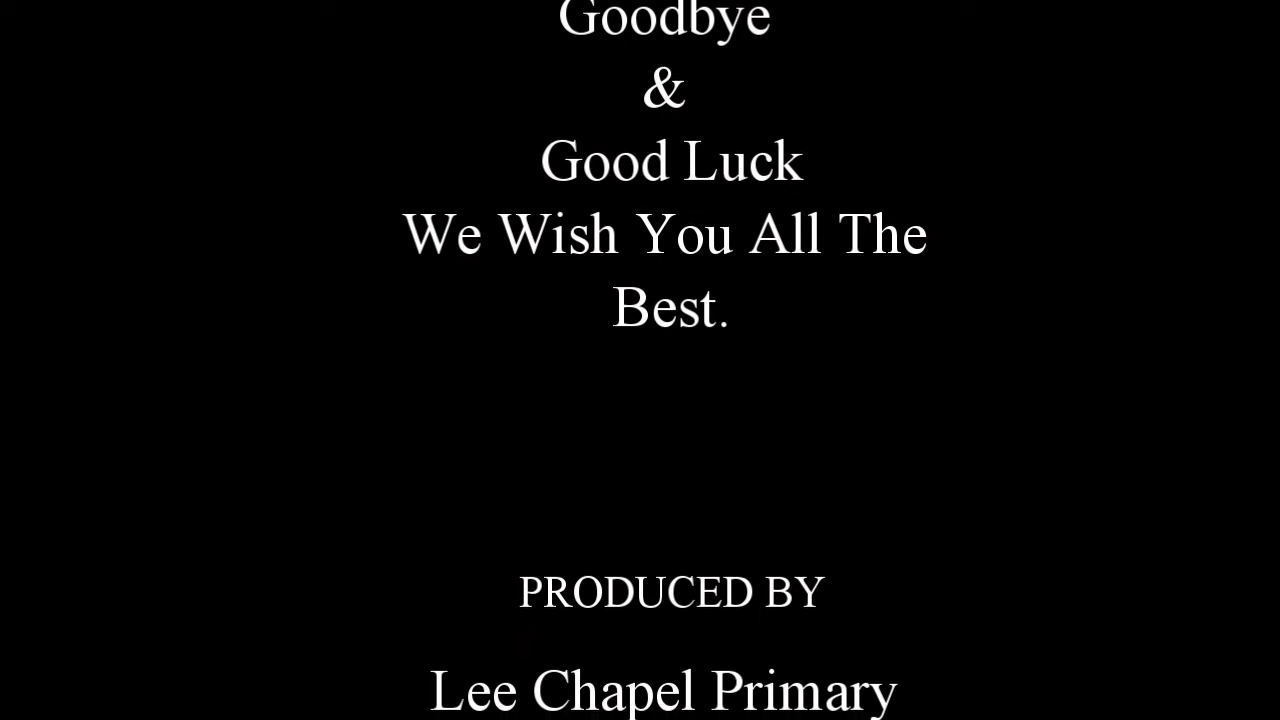 Goodbye
&
Good Luck
We Wish You All The
Best.
PRODUCED BY
Lee Chapel Primary